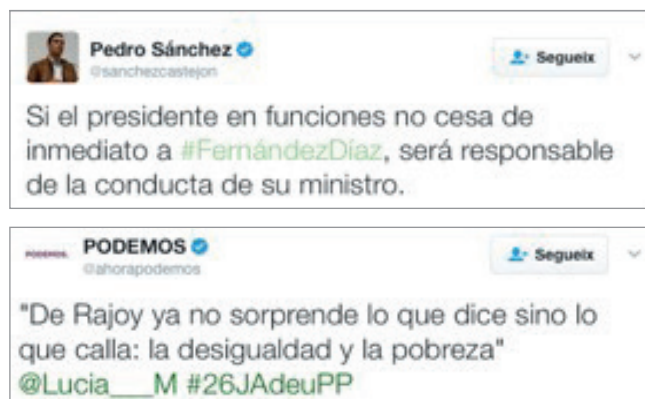 Pedro Sánchez
@sanchezcastejon
Segueix
Si el presidente en funciones no cesa de
inmediato a #FernándezDíaz, será responsable
de la conducta de su ministro.
PODEMOS.
PODEMOS
@ahorapodemos
Segueix
"De Rajoy ya no sorprende lo que dice sino lo
que calla: la desigualdad y la pobreza"
@Lucia___M #26JAdeuPP